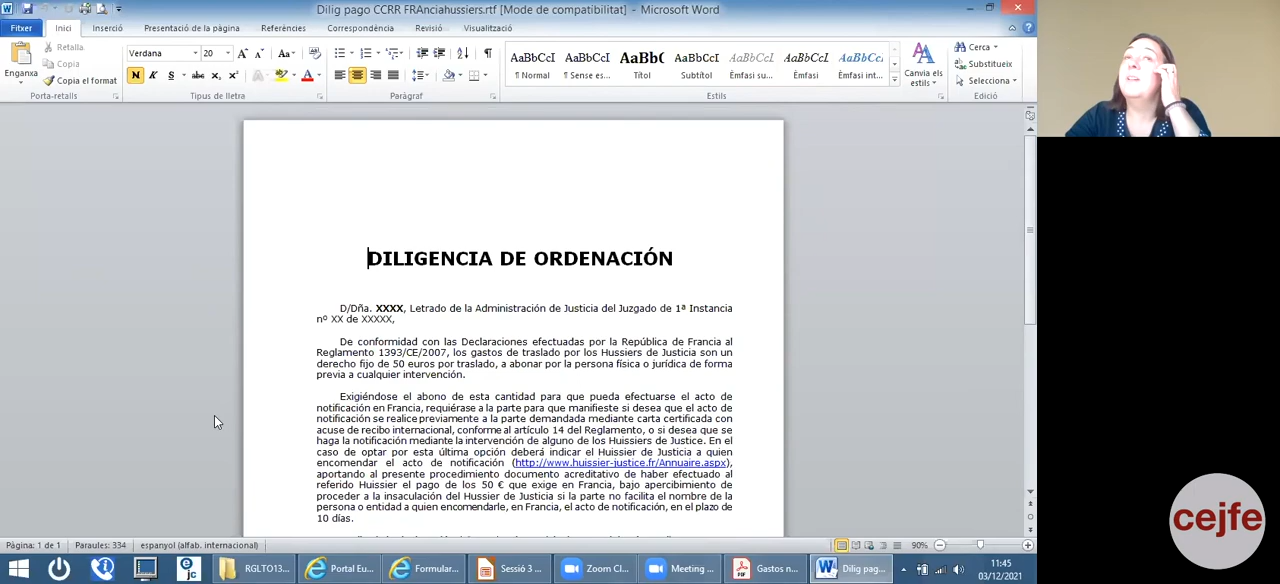 Dilig pago CCRR FRAnciahussiers.rtf [Mode de compatibilitat] - Microsoft Word
Fitxer Inici Inserció Presentació de la pàgina Referències Correspondència Revisió Visualització
Enganxa
Retalla
Copia
Copia el format
Porta-retalls
Verdana 20
Tipus de lletra
Paràgraf
AaBbCcI AaBbCcI AaBbC AaBbCcI AaBbCcI AaBbCcI AaBbCc
¶ Normal ¶ Sense es... Títol Subtítol Èmfasi su... Èmfasi Èmfasi int...
Estils
Canvia els
estils
Cerca
Substitueix
Selecciona
Edició
DILIGENCIA DE ORDENACIÓN
D/Dña. XXXX, Letrado de la Administración de Justicia del Juzgado de 1ª Instancia
nº XX de XXXXX,
De conformidad con las Declaraciones efectuadas por la República de Francia al
Reglamento 1393/CE/2007, los gastos de traslado por los Hussiers de Justicia son un
derecho fijo de 50 euros por traslado, a abonar por la persona física o jurídica de forma
previa a cualquier intervención.
Exigiéndose el abono de esta cantidad para que pueda efectuarse el acto de
notificación en Francia, requiérase a la parte para que manifieste si desea que el acto de
notificación se realice previamente a la parte demandada mediante carta certificada con
acuse de recibo internacional, conforme al artículo 14 del Reglamento, o si desea que se
haga la notificación mediante la intervención de alguno de los Huissiers de Justice. En el
caso de optar por esta última opción deberá indicar el Huissier de Justicia a quien
encomendar el acto de notificación (http://www.huissier-justice.fr/Annuaire.aspx),
aportando al presente procedimiento documento acreditativo de haber efectuado al
referido Huissier el pago de los 50 € que exige en Francia, bajo apercibimiento de
proceder a la insaculación del Hussier de Justicia si la parte no facilita el nombre de la
persona o entidad a quien encomendarle, en Francia, el acto de notificación, en el plazo de
10 días.
Pàgina: 1 de 1 Paraules: 334 espanyol (alfab. internacional) 90%
RGLTO13... Portal Eu... Formular... Sessió 3 ... Zoom Cl... Meeting ... Gastos n... Dilig pag...
11:45
03/12/2021
cejfe